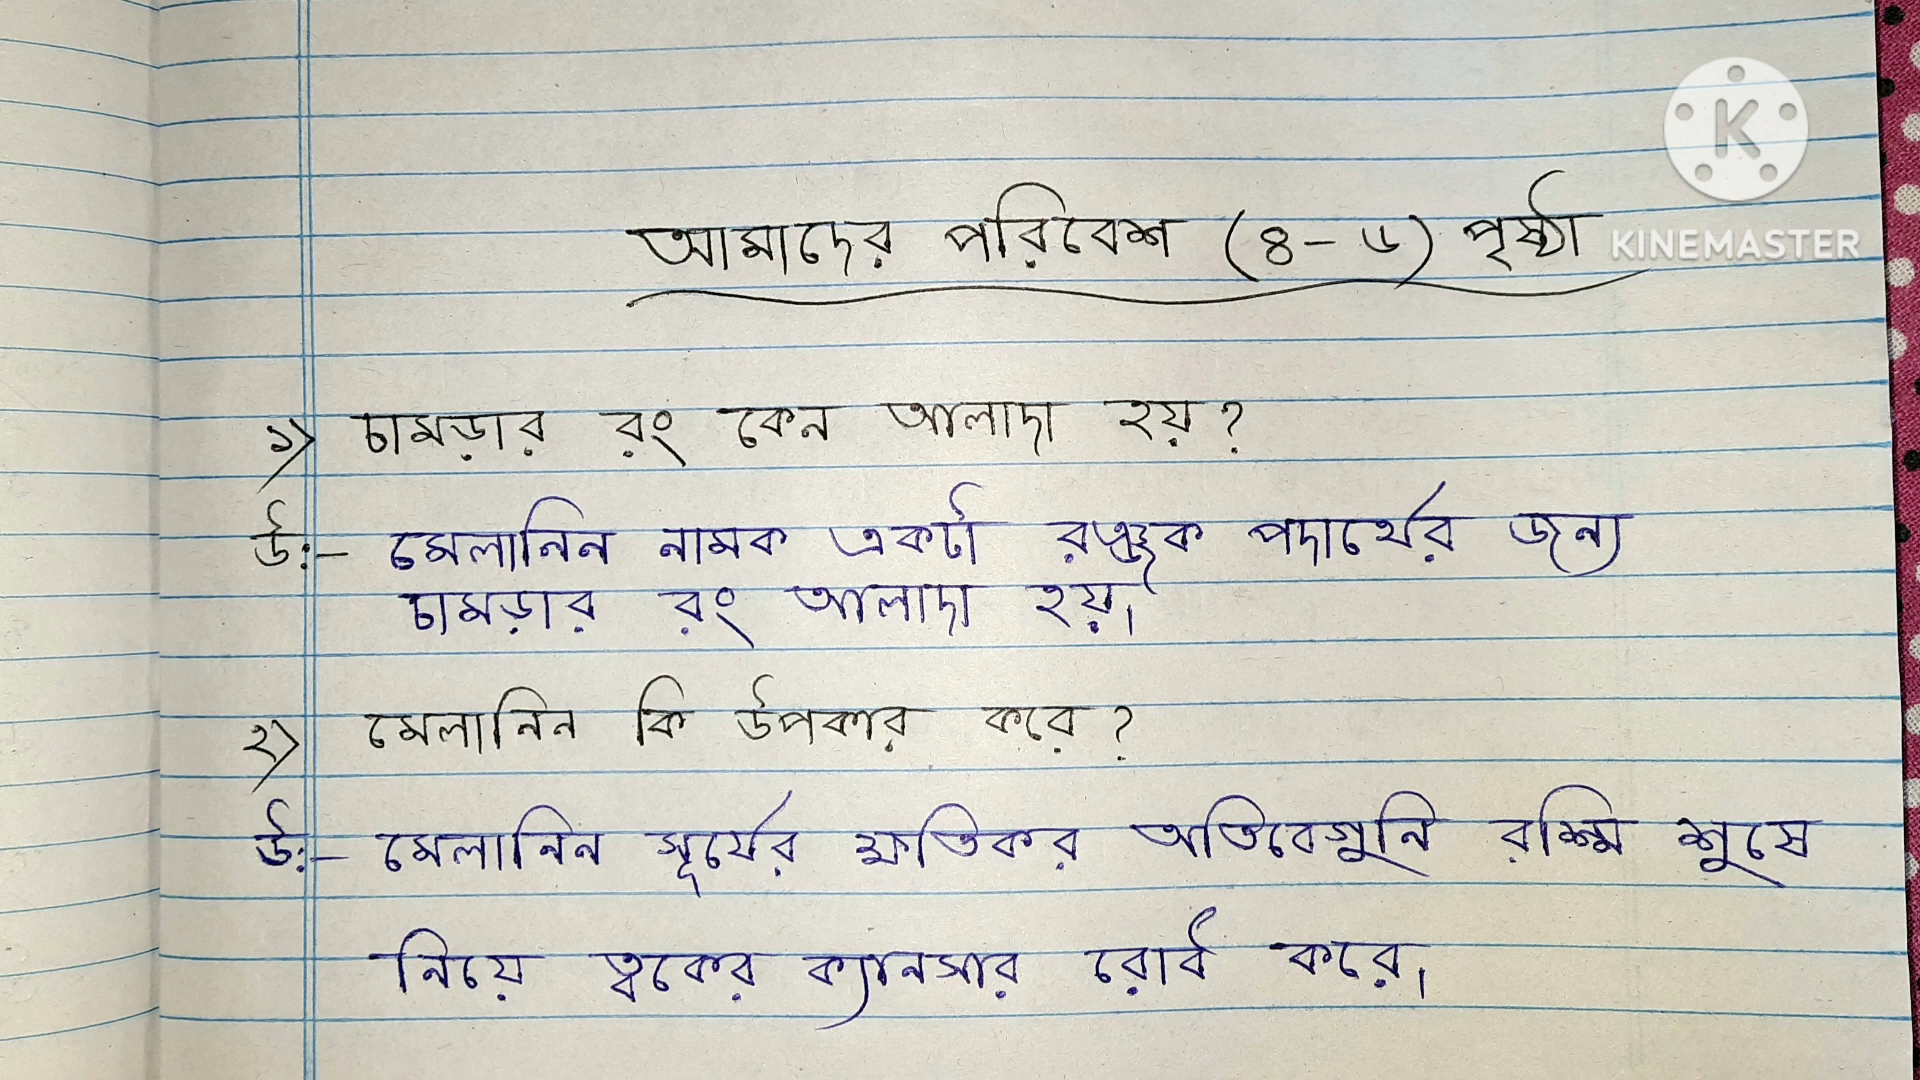 আমাদের পরিবেশ (৪-৬) পৃষ্ঠা
KINEMASTER
১) চামড়ার রং কেন আলাদা হয়?
উঃ- মেলানিন নামক একটা রঞ্জক পদার্থের জন্য
চামড়ার রং আলাদা হয়।
২) মেলানিন কি উপকার করে?
উঃ- মেলানিন সূর্যের ক্ষতিকর অতিবেগুনি রশ্মি শুষে
নিয়ে ত্বকের ক্যানসার রোধ করে।